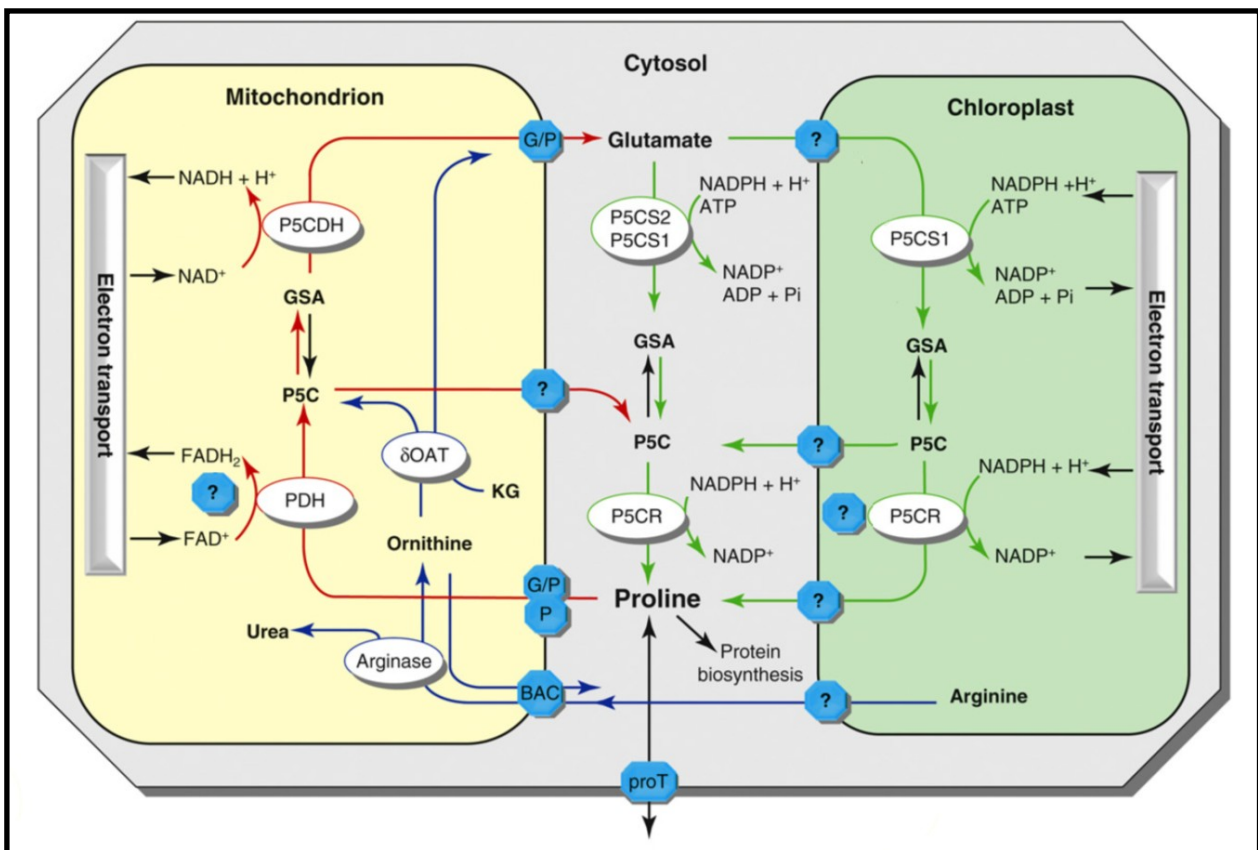 Cytosol
Mitochondrion
Chloroplast
G/P
Glutamate
?
NADH + H⁺
P5CDH
NAD⁺
GSA
P5C
?
FADH₂
?
PDH
FAD⁺
δOAT
KG
Ornithine
G/P
P
Urea
Arginase
BAC
Electron transport
P5CS2
P5CS1
NADPH + H⁺
ATP
NADP⁺
ADP + Pi
GSA
P5C
NADPH + H⁺
P5CR
NADP⁺
Proline
Protein
biosynthesis
proT
P5CS1
NADPH +H⁺
ATP
NADP⁺
ADP + Pi
GSA
?
P5C
NADPH + H⁺
?
P5CR
NADP⁺
?
?
Arginine
Electron transport